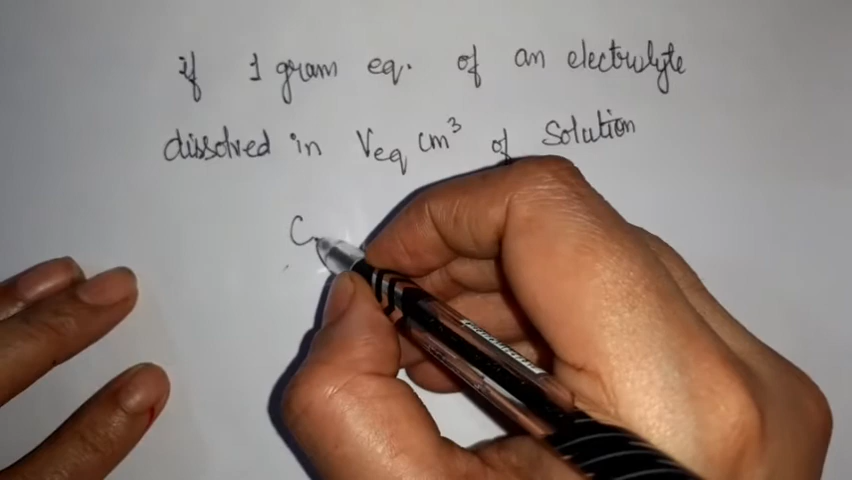 if 1 gram eq. of an electrolyte
dissolved in Veq cm³ of Solution
C